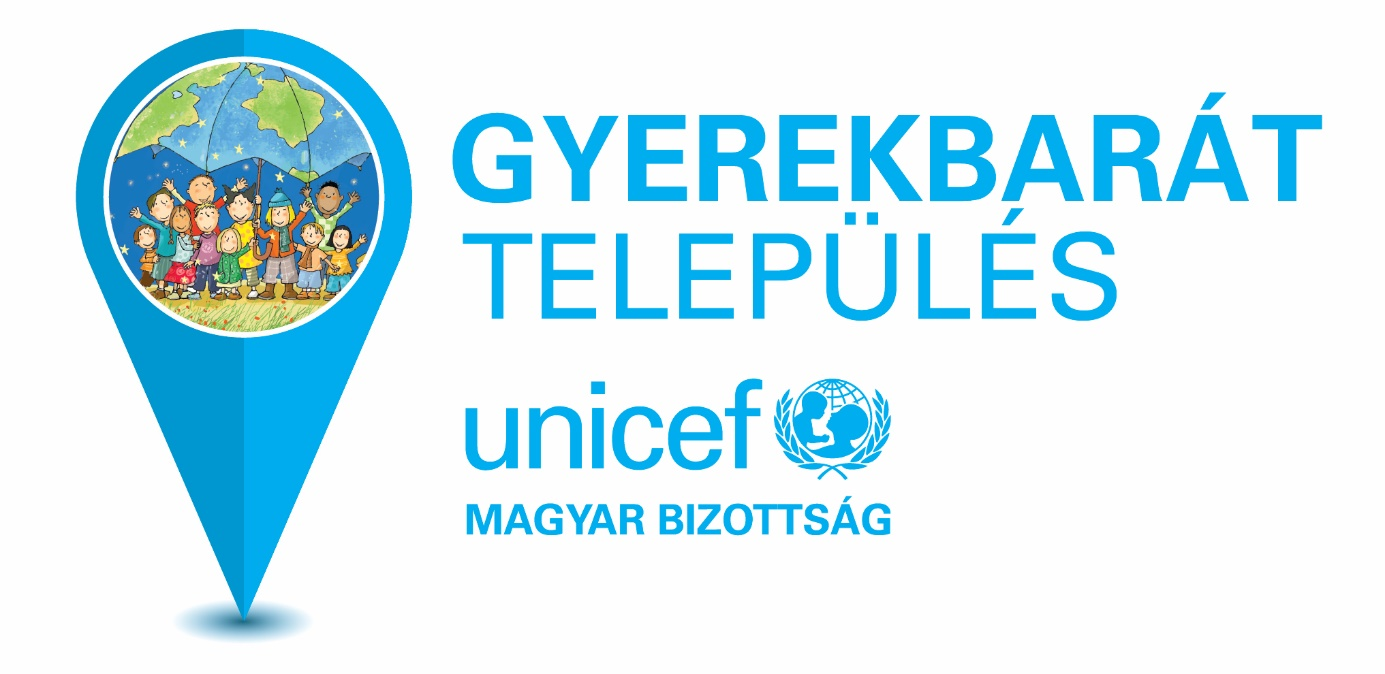 GYEREKBARÁT
TELEPÜLÉS
unicef
MAGYAR BIZOTTSÁG